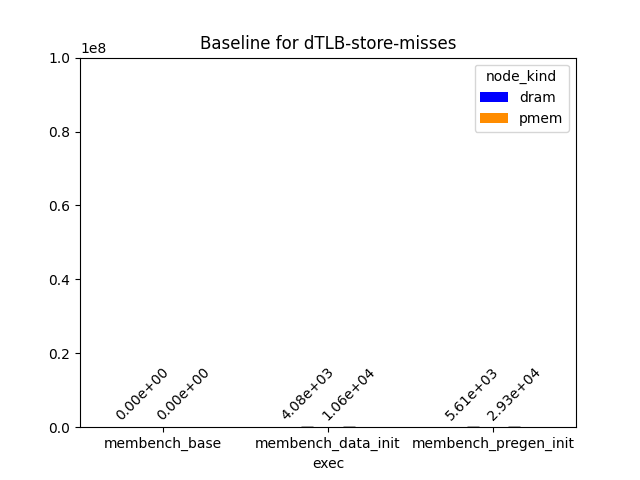 Baseline for dTLB-store-misses
1e8
1.0
0.8
0.6
0.4
0.2
0.0
node_kind
dram
pmem
0.00e+00
0.00e+00
4.08e+03
1.06e+04
5.61e+03
2.93e+04
membench_base
membench_data_init
membench_pregen_init
exec